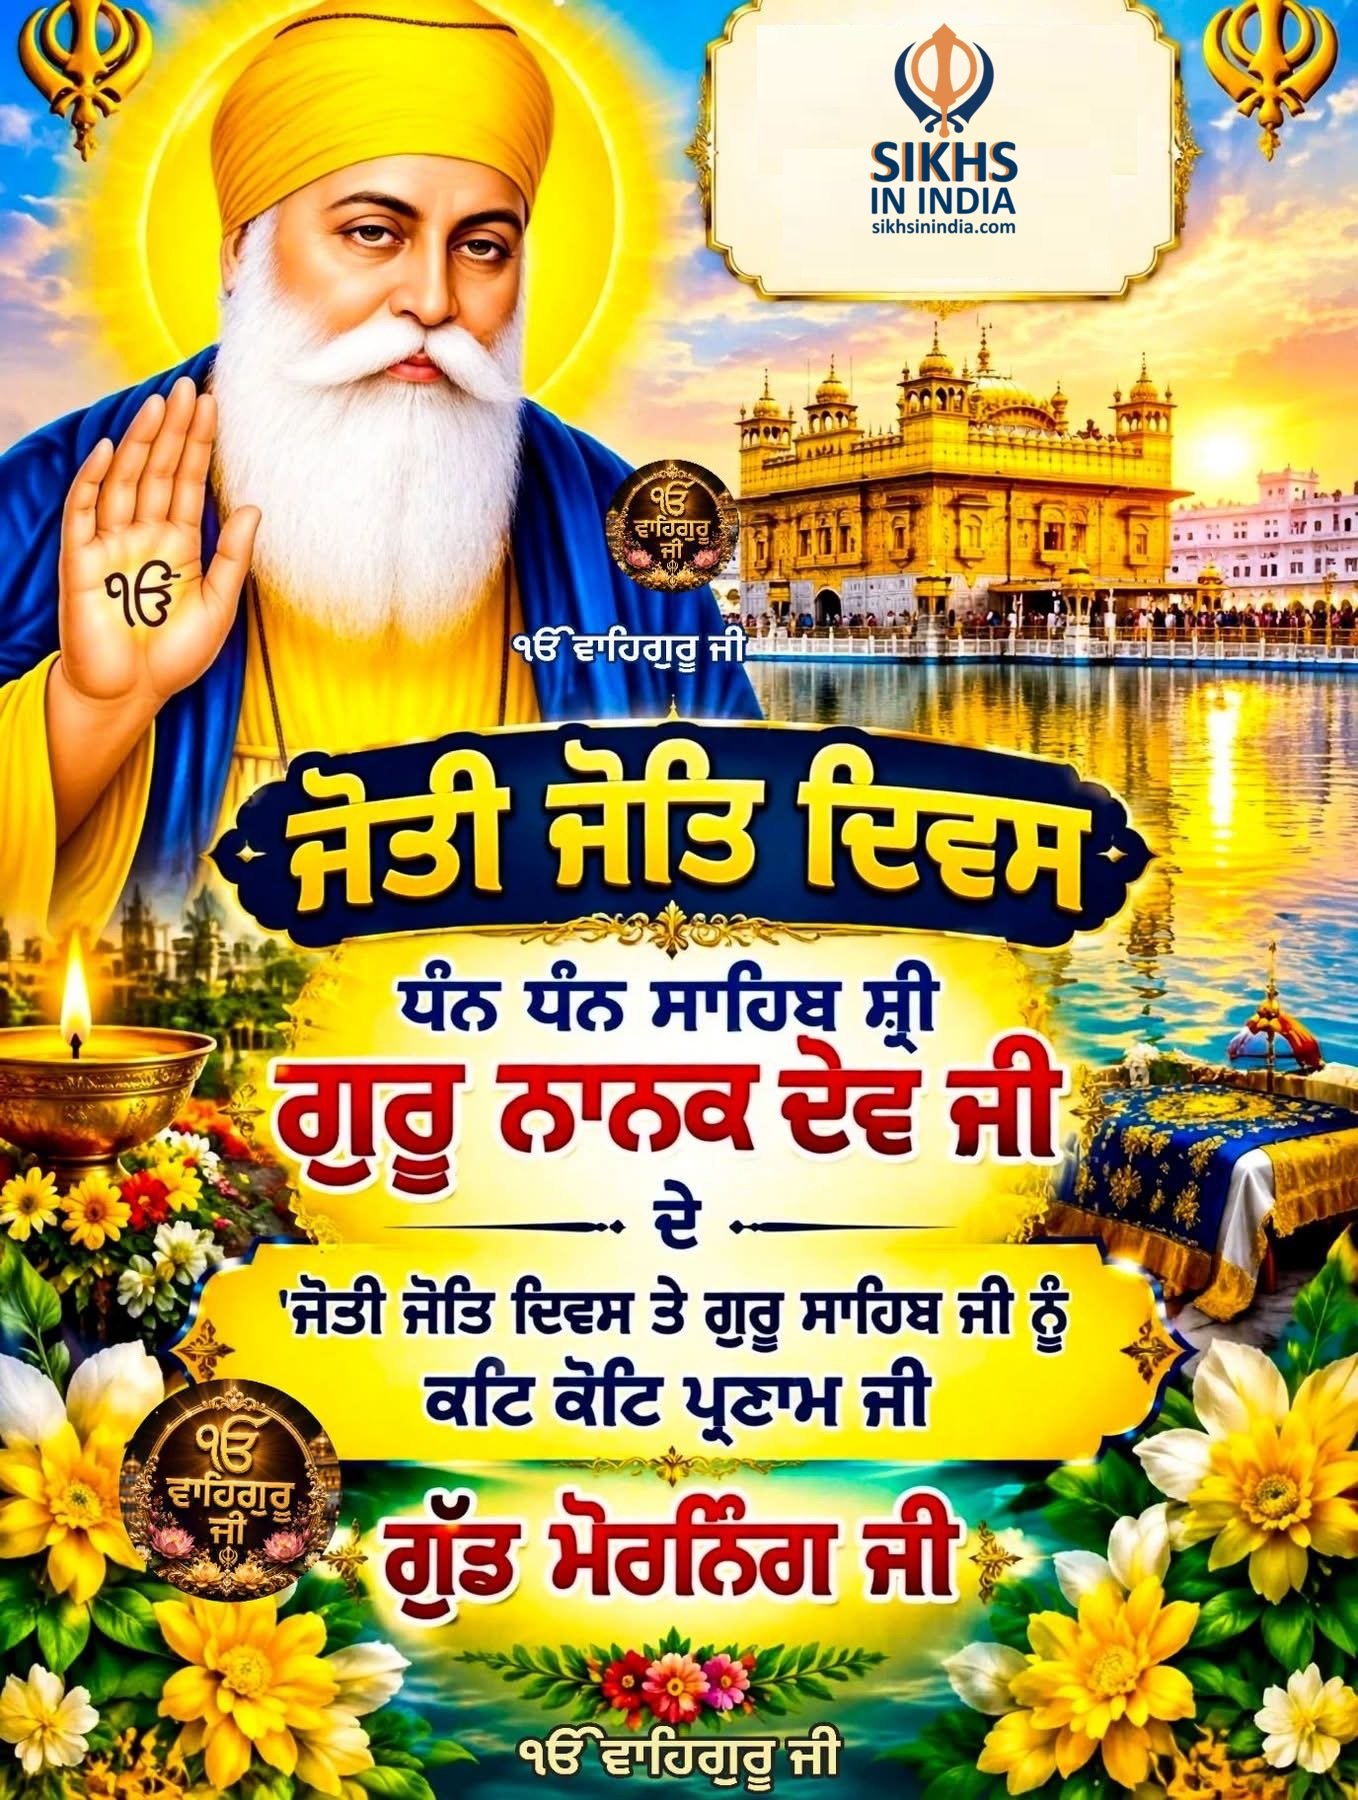 SIKHS
IN INDIA
sikhsinindia.com
ੴ
ੴ
ਵਾਹਿਗੁਰੂ
ਜੀ
ੴ ਵਾਹਿਗੁਰੂ ਜੀ
ਜੋਤੀ ਜੋਤਿ ਦਿਵਸ
ਧੰਨ ਧੰਨ ਸਾਹਿਬ ਸ਼੍ਰੀ
ਗੁਰੂ ਨਾਨਕ ਦੇਵ ਜੀ
ਦੇ
'ਜੋਤੀ ਜੋਤਿ ਦਿਵਸ ਤੇ ਗੁਰੂ ਸਾਹਿਬ ਜੀ ਨੂੰ
ਕਟਿ ਕੋਟਿ ਪ੍ਰਣਾਮ ਜੀ
ੴ
ਵਾਹਿਗੁਰੂ
ਜੀ
ਗੁੱਡ ਮੋਰਨਿੰਗ ਜੀ
ੴ ਵਾਹਿਗੁਰੂ ਜੀ